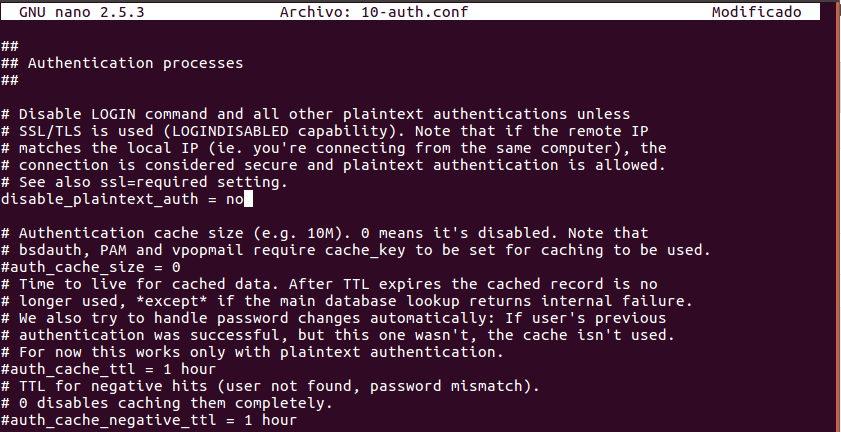 GNU nano 2.5.3 Archivo: 10-auth.conf Modificado
##
## Authentication processes
##
# Disable LOGIN command and all other plaintext authentications unless
# SSL/TLS is used (LOGINDISABLED capability). Note that if the remote IP
# matches the local IP (ie. you're connecting from the same computer), the
# connection is considered secure and plaintext authentication is allowed.
# See also ssl=required setting.
disable_plaintext_auth = no
# Authentication cache size (e.g. 10M). 0 means it's disabled. Note that
# bsdauth, PAM and vpopmail require cache_key to be set for caching to be used.
#auth_cache_size = 0
# Time to live for cached data. After TTL expires the cached record is no
# longer used, *except* if the main database lookup returns internal failure.
# We also try to handle password changes automatically: If user's previous
# authentication was successful, but this one wasn't, the cache isn't used.
# For now this works only with plaintext authentication.
#auth_cache_ttl = 1 hour
# TTL for negative hits (user not found, password mismatch).
# 0 disables caching them completely.
#auth_cache_negative_ttl = 1 hour